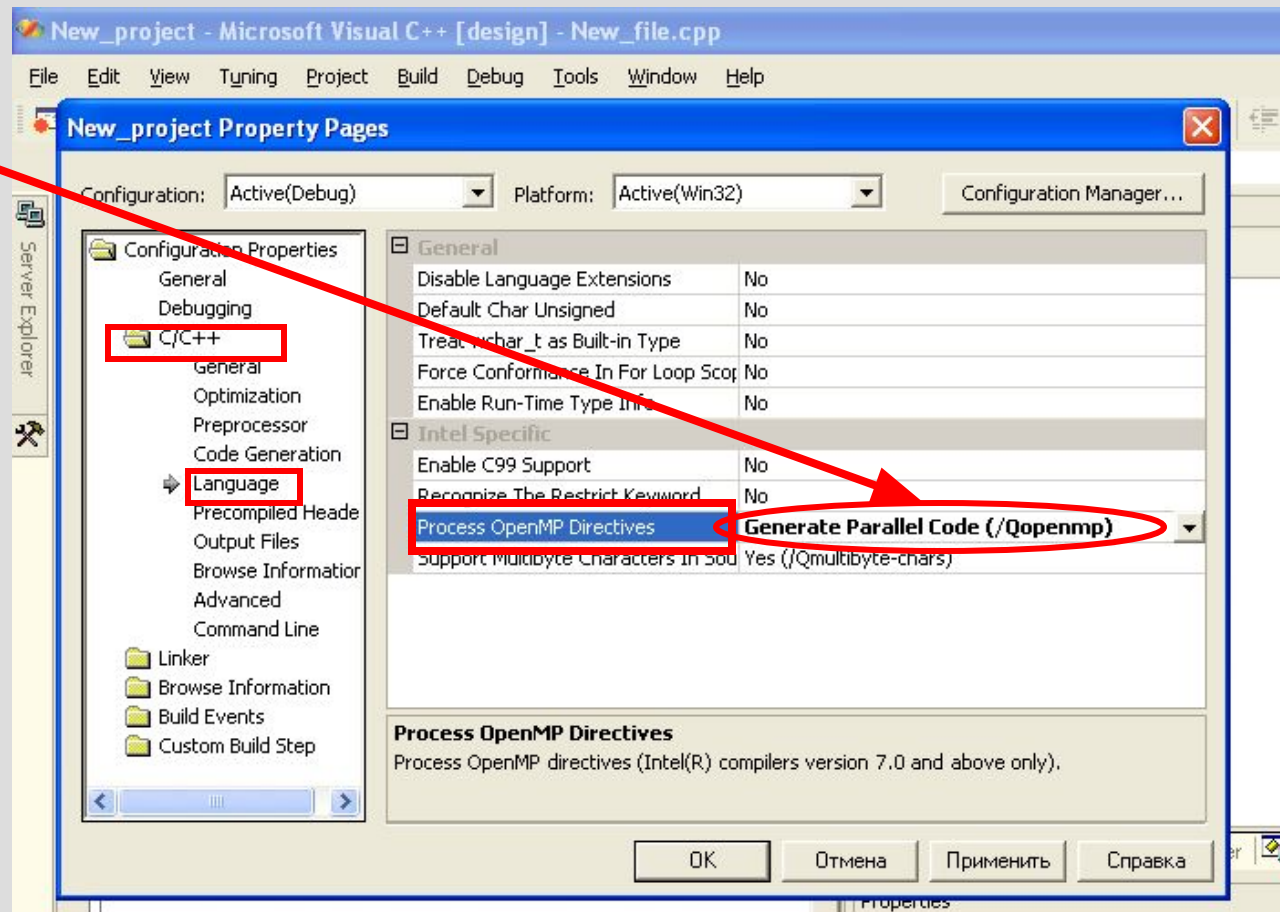 New_project - Microsoft Visual C++ [design] - New_file.cpp
File Edit View Tuning Project Build Debug Tools Window Help
New_project Property Pages
Configuration: Active(Debug) Platform: Active(Win32) Configuration Manager...
Server Explorer
Configuration Properties
General
Debugging
C/C++
General
Optimization
Preprocessor
Code Generation
Language
Precompiled Heade
Output Files
Browse Information
Advanced
Command Line
Linker
Browse Information
Build Events
Custom Build Step
General
Disable Language Extensions No
Default Char Unsigned No
Treat wchar_t as Built-in Type No
Force Conformance In For Loop Scop No
Enable Run-Time Type Info No
Intel Specific
Enable C99 Support No
Recognize The Restrict Keyword No
Process OpenMP Directives Generate Parallel Code (/Qopenmp)
Support Multibyte Characters In Sou Yes (/Qmultibyte-chars)
Process OpenMP Directives
Process OpenMP directives (Intel(R) compilers version 7.0 and above only).
OK Отмена Применить Справка
Properties